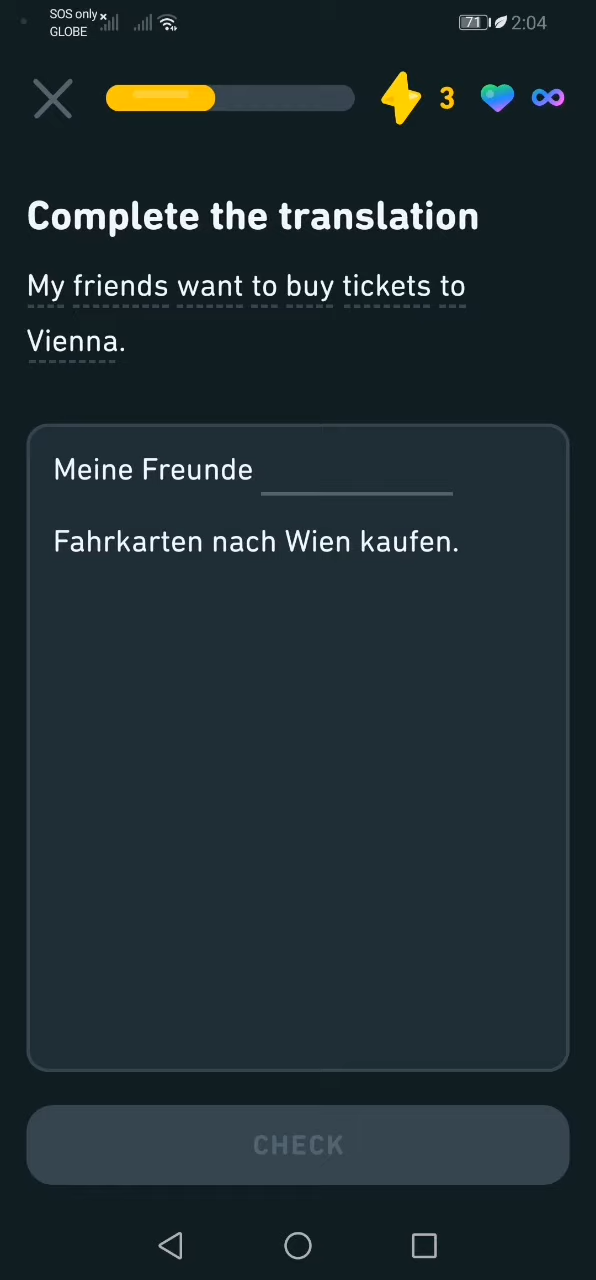 SOS only
GLOBE
71
2:04
3
Complete the translation
My friends want to buy tickets to
Vienna.
Meine Freunde
Fahrkarten nach Wien kaufen.
CHECK